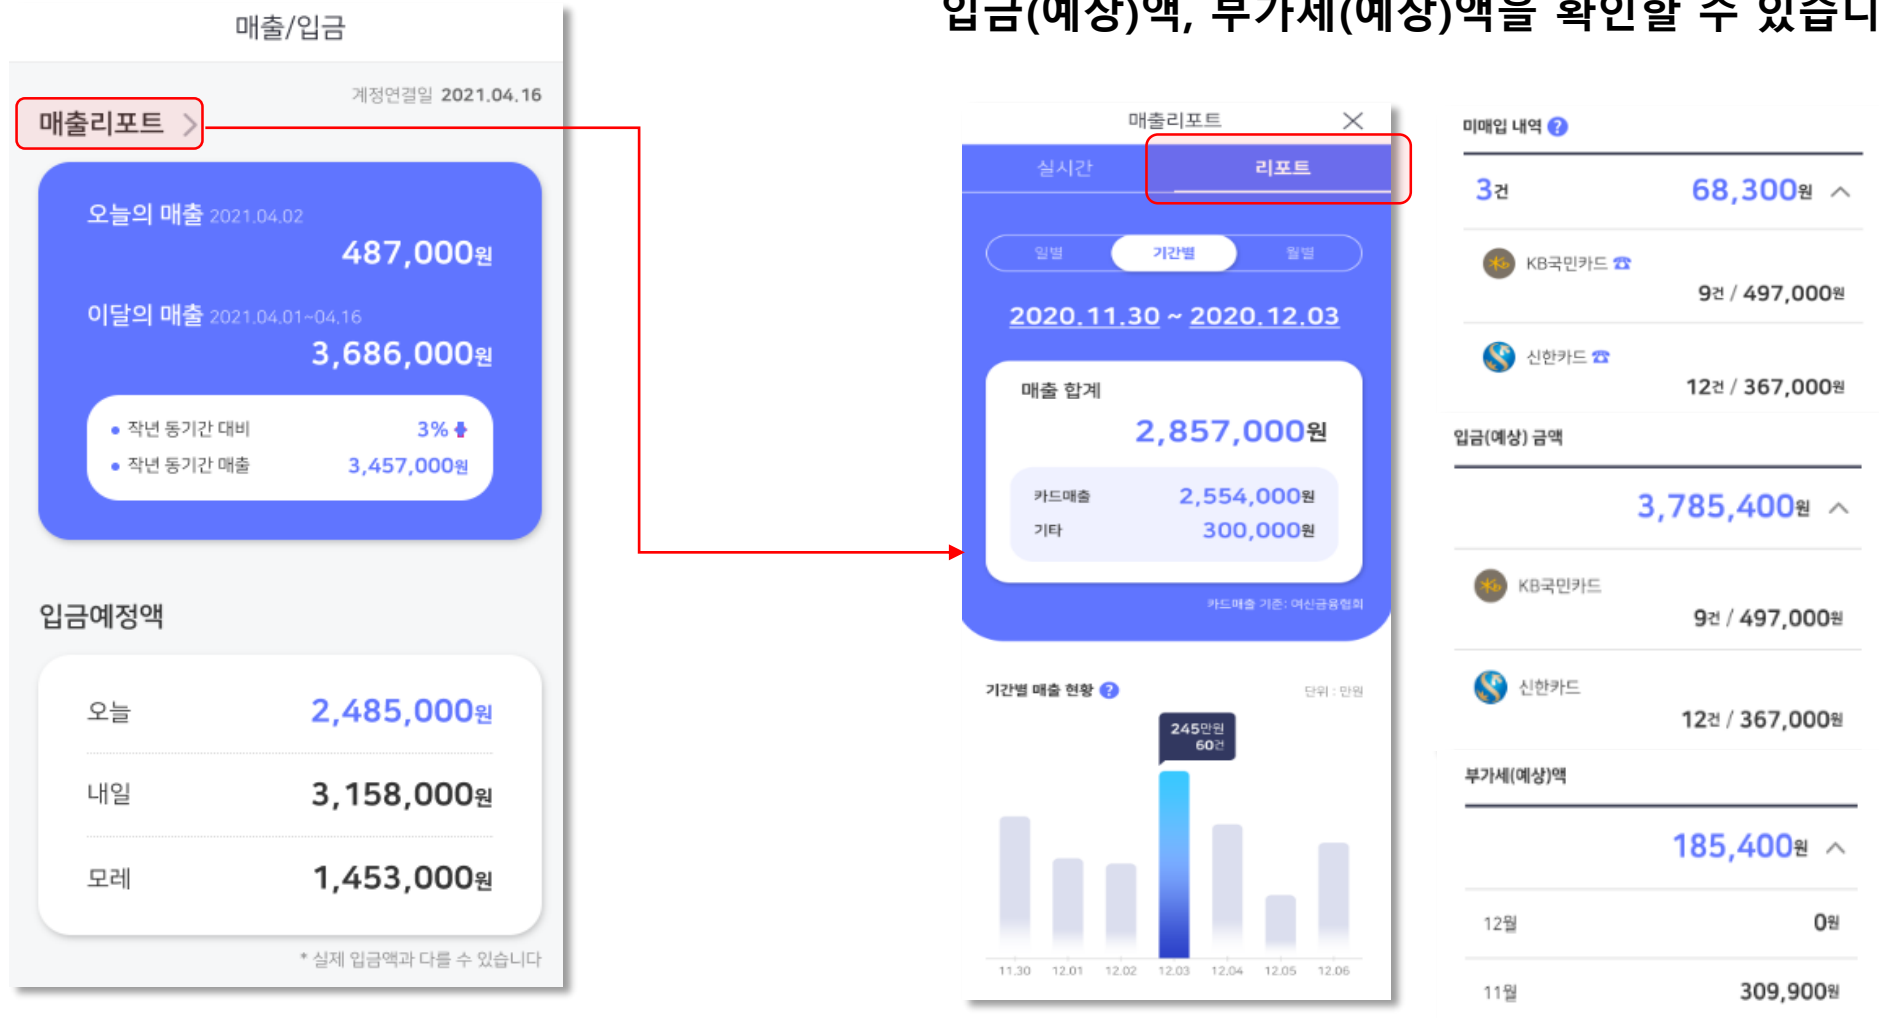 입금(예상)액, 부가세(예상)액을 확인할 수 있습니
매출/입금
계정연결일 2021.04.16
매출리포트
오늘의 매출 2021.04.02
487,000원
이달의 매출 2021.04.01~04.16
3,686,000원
작년 동기간 대비 3%
작년 동기간 매출 3,457,000원
입금예정액
오늘 2,485,000원
내일 3,158,000원
모레 1,453,000원
* 실제 입금액과 다를 수 있습니다
매출리포트
실시간 리포트
일별 기간별 월별
2020.11.30 ~ 2020.12.03
매출 합계
2,857,000원
카드매출 2,554,000원
기타 300,000원
카드매출 기준: 여신금융협회
기간별 매출 현황 ?
단위 : 만원
245만원
60건
11.30 12.01 12.02 12.03 12.04 12.05 12.06
미매입 내역 ?
3건 68,300원
KB국민카드
9건 / 497,000원
신한카드
12건 / 367,000원
입금(예상) 금액
3,785,400원
KB국민카드
9건 / 497,000원
신한카드
12건 / 367,000원
부가세(예상)액
185,400원
12월 0원
11월 309,900원